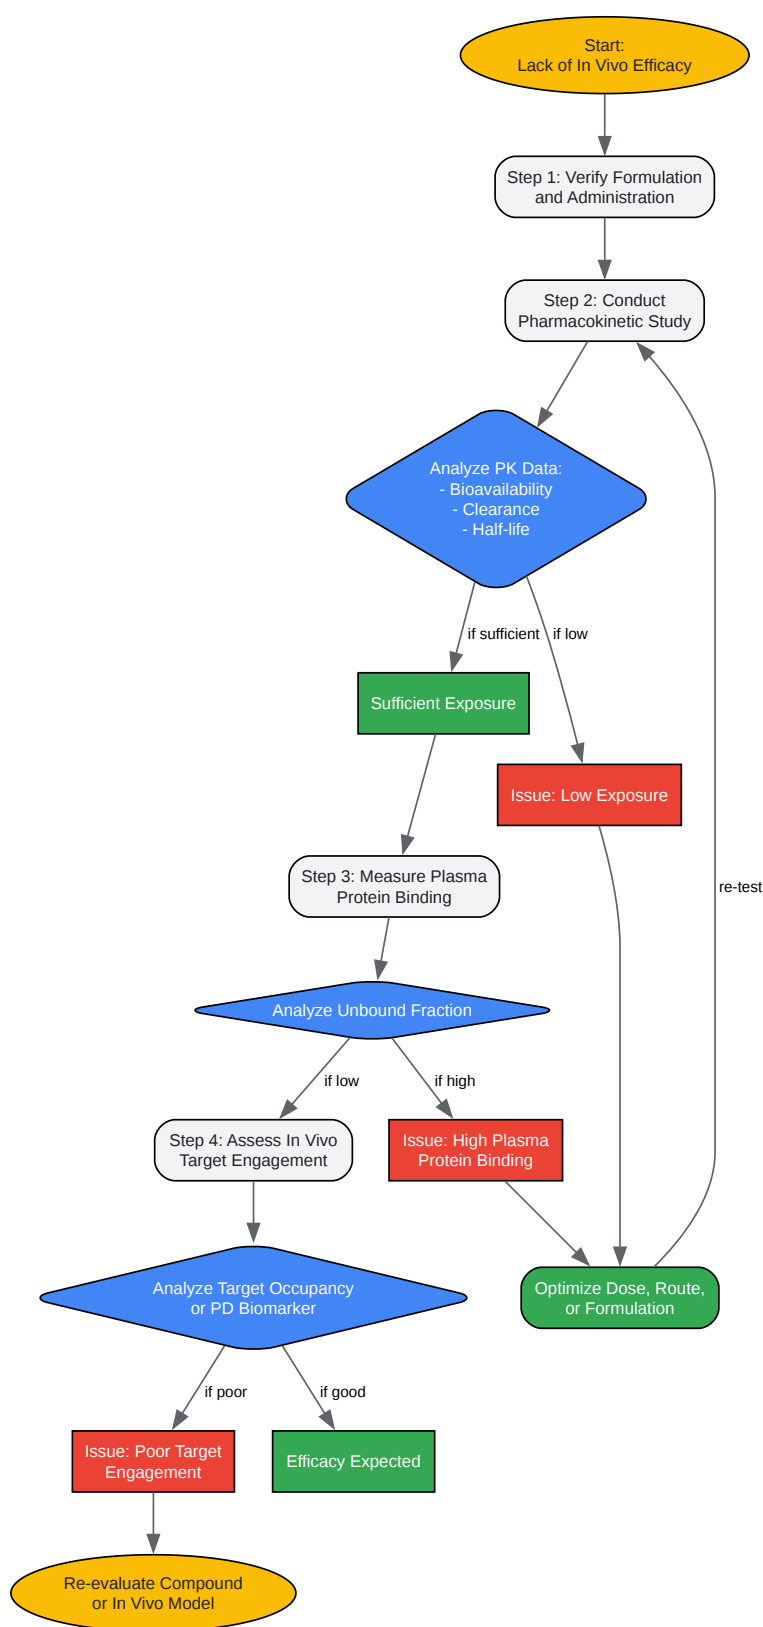 Start:
Lack of In Vivo Efficacy
Step 1: Verify Formulation
and Administration
Step 2: Conduct
Pharmacokinetic Study
Analyze PK Data:
- Bioavailability
- Clearance
- Half-life
if sufficient
if low
Sufficient Exposure
Issue: Low Exposure
Step 3: Measure Plasma
Protein Binding
re-test
Analyze Unbound Fraction
if low
if high
Step 4: Assess In Vivo
Target Engagement
Issue: High Plasma
Protein Binding
Analyze Target Occupancy
or PD Biomarker
Optimize Dose, Route,
or Formulation
if poor
if good
Issue: Poor Target
Engagement
Efficacy Expected
Re-evaluate Compound
or In Vivo Model